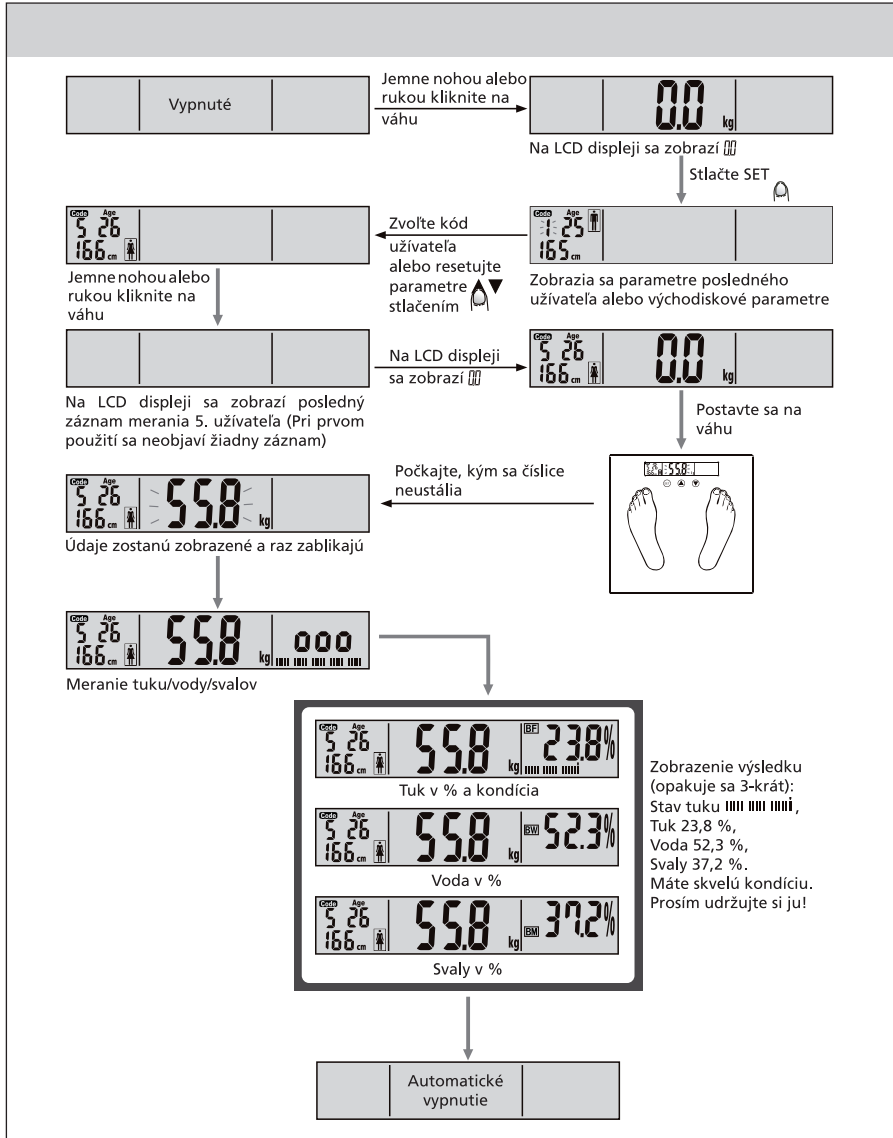 Vypnuté
Jemne nohou alebo
rukou kliknite na
váhu
0.0 kg
Na LCD displeji sa zobrazí 0.0
Stlačte SET
Code Age
1 25
165 cm
Zobrazia sa parametre posledného
užívateľa alebo východiskové parametre
Zvoľte kód
užívateľa
alebo resetujte
parametre ▲▼
stlačením
Code Age
5 26
166 cm
Jemne nohou alebo
rukou kliknite na
váhu
Na LCD displeji sa zobrazí posledný
záznam merania 5. užívateľa (Pri prvom
použití sa neobjaví žiadny záznam)
Na LCD displeji
sa zobrazí 0.0
Code Age
5 26
166 cm 0.0 kg
Postavte sa na
váhu
55.8
Počkajte, kým sa číslice
neustália
Code Age
5 26
166 cm 55.8 kg
Údaje zostanú zobrazené a raz zablikajú
Code Age
5 26
166 cm 55.8 kg ooo
Meranie tuku/vody/svalov
Code Age
5 26
166 cm 55.8 kg BF 23.8%
Tuk v % a kondícia
Code Age
5 26
166 cm 55.8 kg BW 52.3%
Voda v %
Code Age
5 26
166 cm 55.8 kg BM 37.2%
Svaly v %
Zobrazenie výsledku
(opakuje sa 3-krát):
Stav tuku ,
Tuk 23,8 %,
Voda 52,3 %,
Svaly 37,2 %.
Máte skvelú kondíciu.
Prosím udržujte si ju!
Automatické
vypnutie